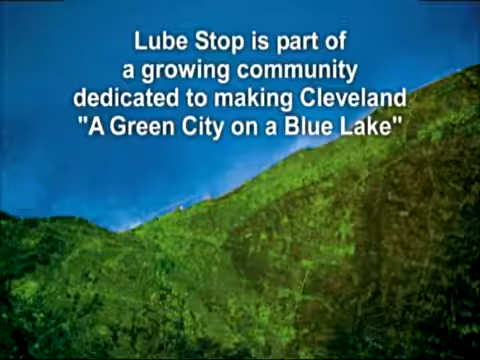 Lube Stop is part of
a growing community
dedicated to making Cleveland
"A Green City on a Blue Lake"